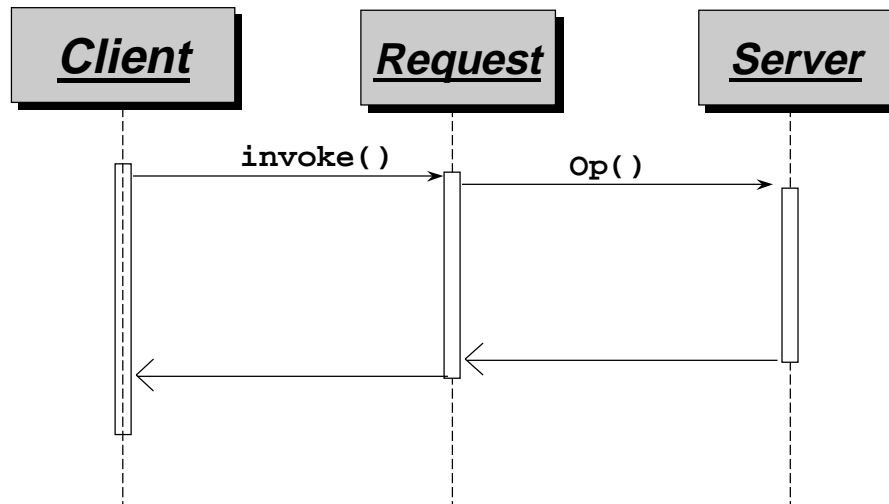 Client
Request
Server
invoke()
Op()